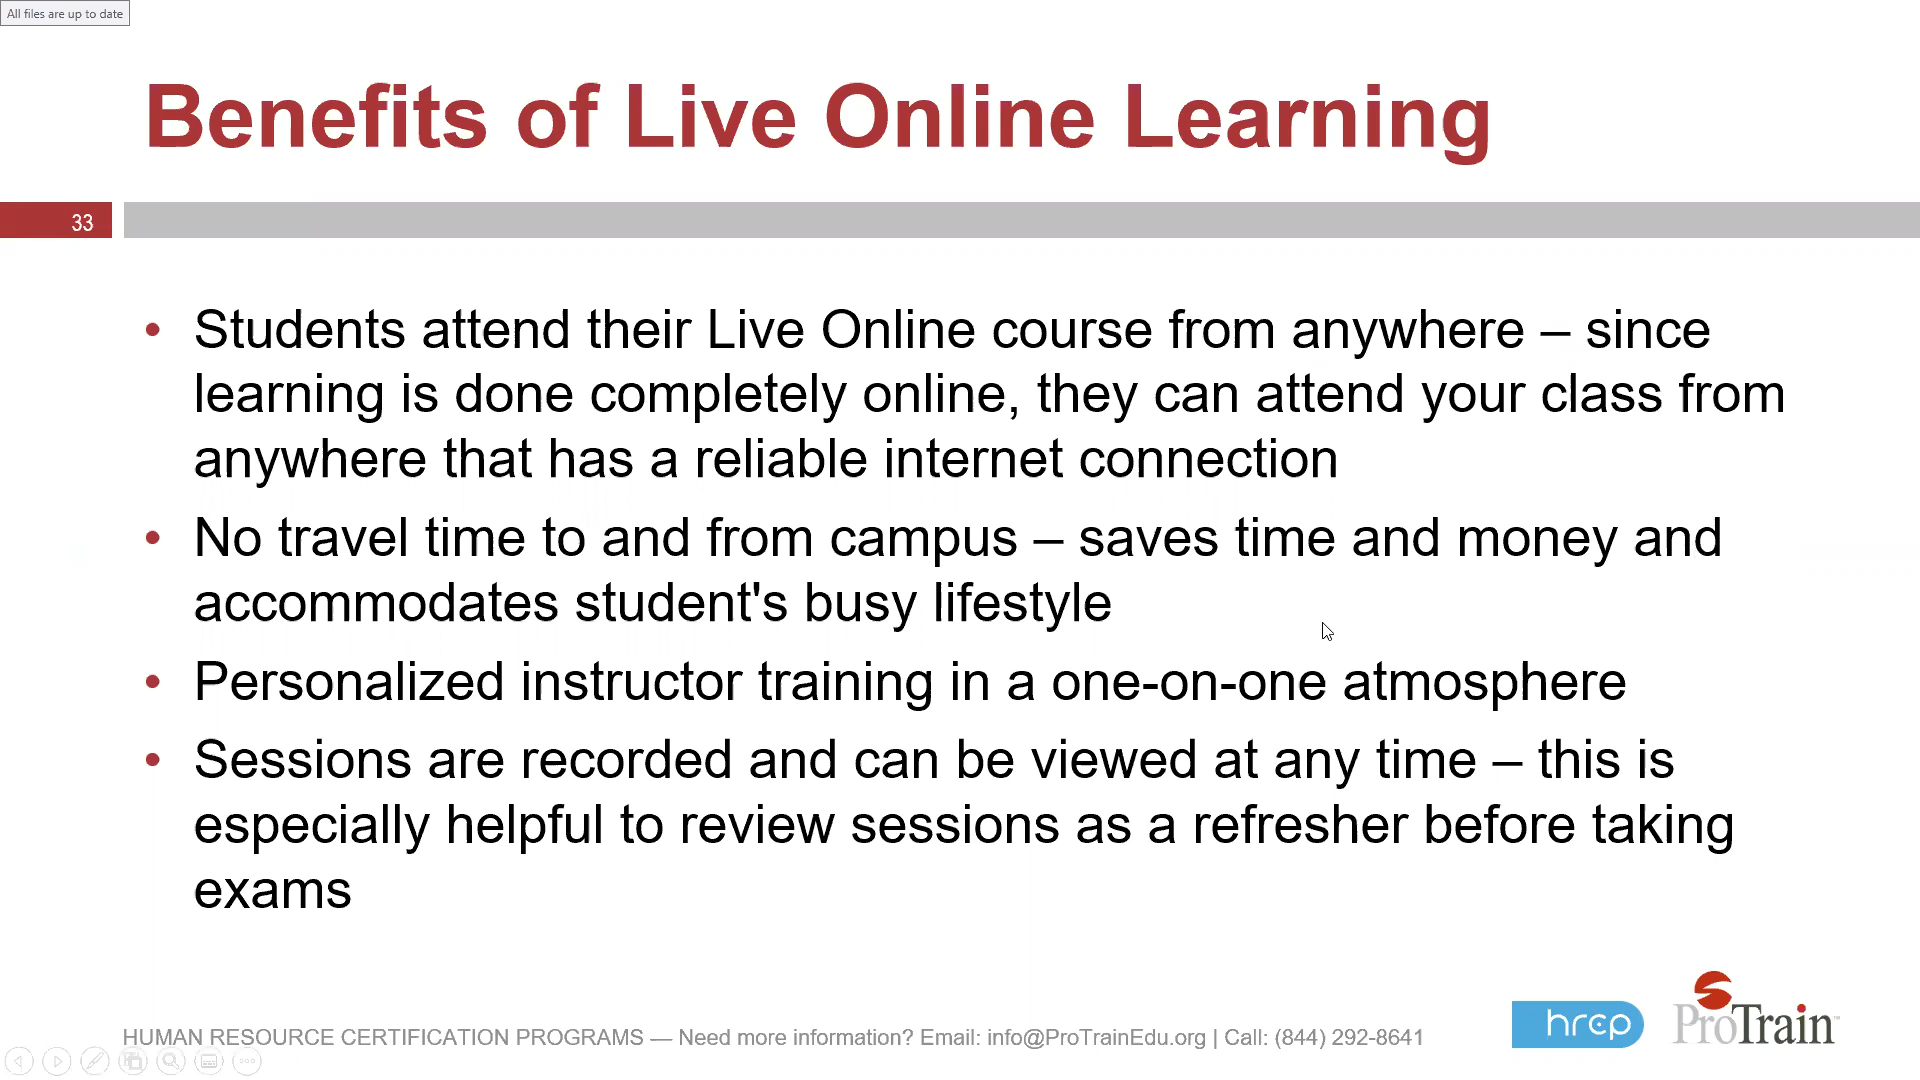 All files are up to date
Benefits of Live Online Learning
33
• Students attend their Live Online course from anywhere – since
learning is done completely online, they can attend your class from
anywhere that has a reliable internet connection
• No travel time to and from campus – saves time and money and
accommodates student's busy lifestyle
• Personalized instructor training in a one-on-one atmosphere
• Sessions are recorded and can be viewed at any time – this is
especially helpful to review sessions as a refresher before taking
exams
HUMAN RESOURCE CERTIFICATION PROGRAMS — Need more information? Email: info@ProTrainEdu.org | Call: (844) 292-8641
hrcp
ProTrain™